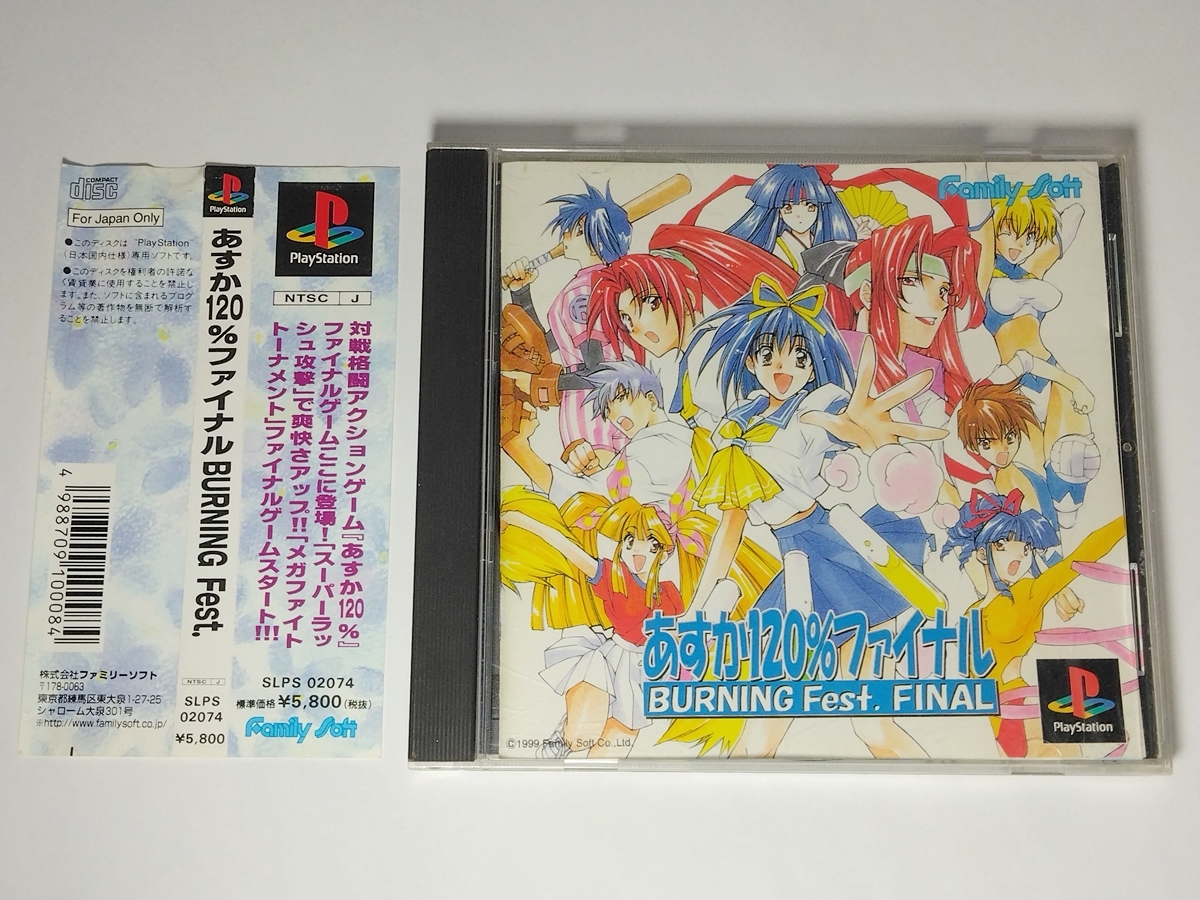 COMPACT
disc
For Japan Only
●このディスクは "PlayStation"
(日本国内仕様)専用ソフトです。
●このディスクを権利者の許諾な
く賃貸業に使用することを禁止し
ます。また、ソフトに含まれるプログ
ラム等の著作物を無断で解析す
ることを禁止します。
4 988709 100084
株式会社ファミリーソフト
〒178-0063
東京都練馬区東大泉1-27-25
シャローム大泉301号
※http://www.familysoft.co.jp/
PlayStation
あすか120%ファイナル BURNING Fest.
NTSC J
SLPS
02074
¥5,800
PlayStation
NTSC J
対戦格闘アクションゲーム『あすか120%』
ファイナルゲームここに登場!「スーパーラッ
シュ攻撃」で爽快さアップ!!「メガファイト
トーナメント」ファイナルゲームスタート!!!
SLPS 02074
標準価格 ¥5,800(税抜)
Family Soft
Family Soft
あすか120%ファイナル
BURNING Fest. FINAL
PlayStation
©1999 Family Soft Co.,Ltd.